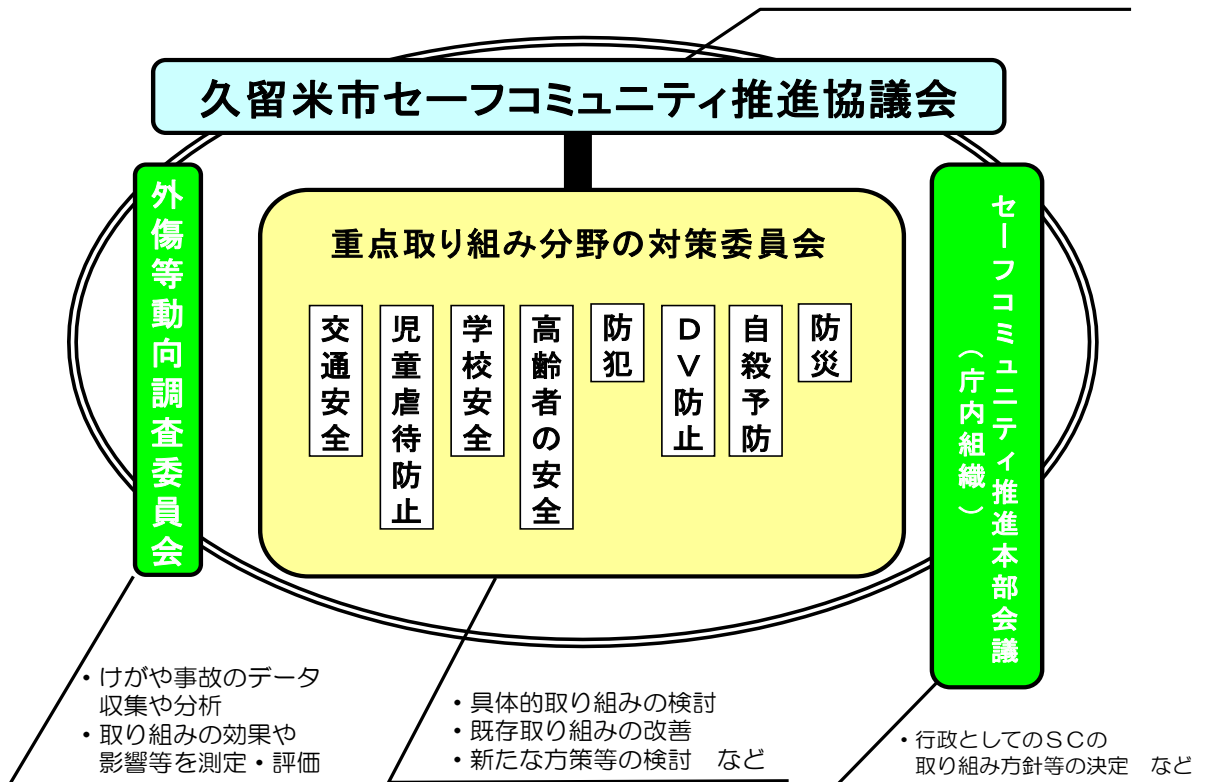 久留米市セーフコミュニティ推進協議会
外傷等動向調査委員会
重点取り組み分野の対策委員会
交通安全
児童虐待防止
学校安全
高齢者の安全
防犯
ＤＶ防止
自殺予防
防災
セーフコミュニティ推進本部会議
（庁内組織）
・けがや事故のデータ
収集や分析
・取り組みの効果や
影響等を測定・評価
・具体的取り組みの検討
・既存取り組みの改善
・新たな方策等の検討　など
・行政としてのＳＣの
取り組み方針等の決定　など